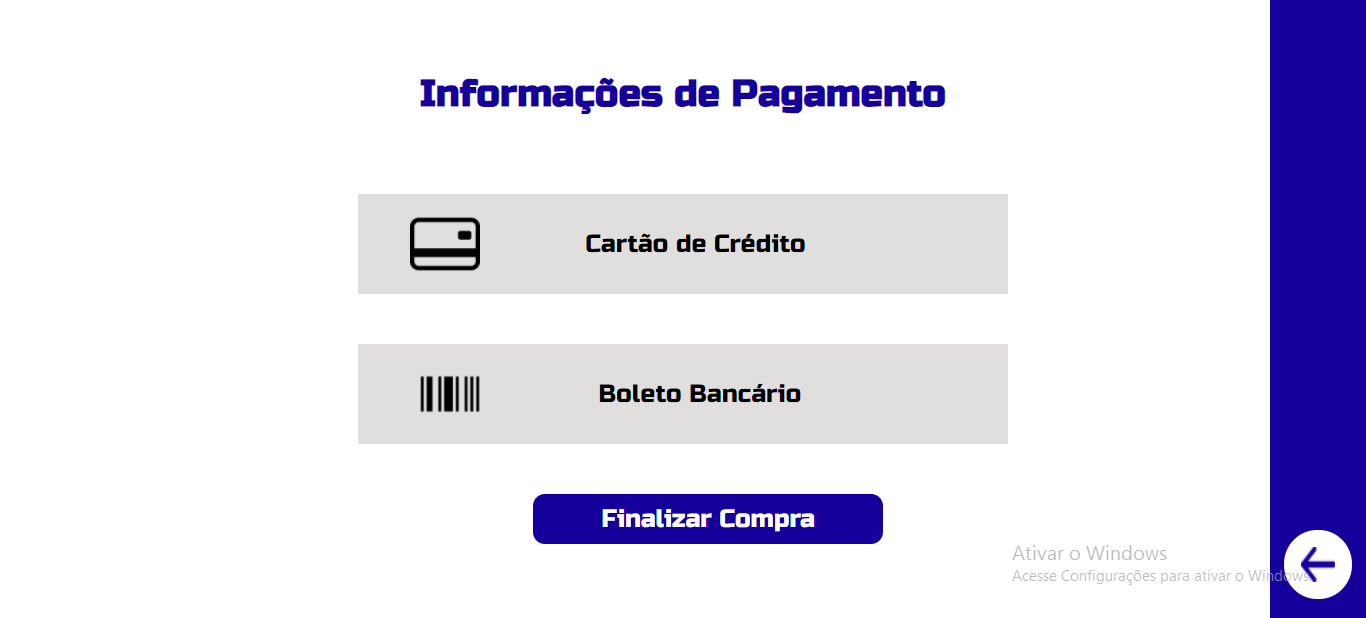 Informações de Pagamento
Cartão de Crédito
Boleto Bancário
Finalizar Compra
Ativar o Windows
Acesse Configurações para ativar o Windows.